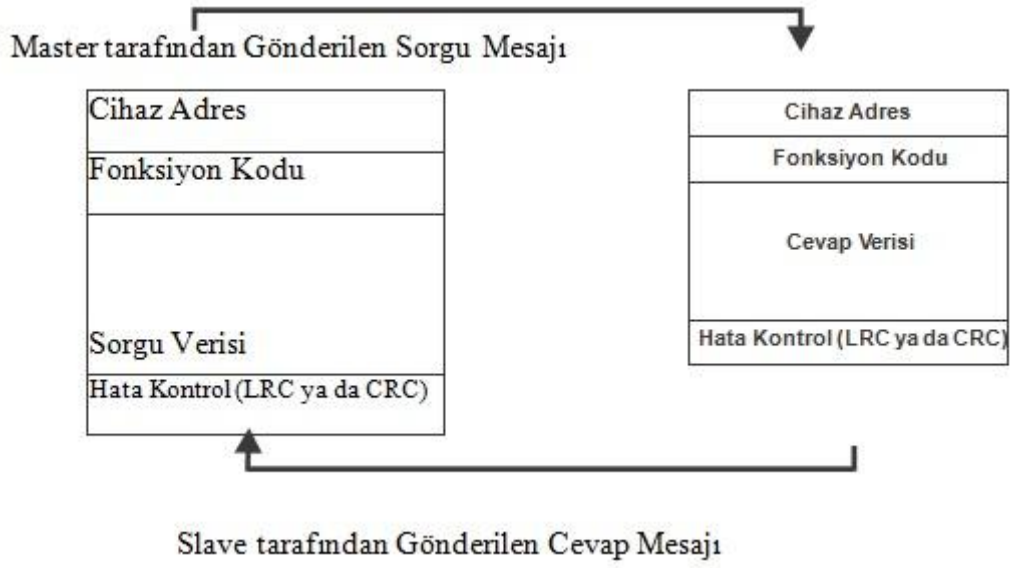 Master tarafından Gönderilen Sorgu Mesajı
Cihaz Adres
Fonksiyon Kodu
Sorgu Verisi
Hata Kontrol (LRC ya da CRC)
Cihaz Adres
Fonksiyon Kodu
Cevap Verisi
Hata Kontrol (LRC ya da CRC)
Slave tarafından Gönderilen Cevap Mesajı